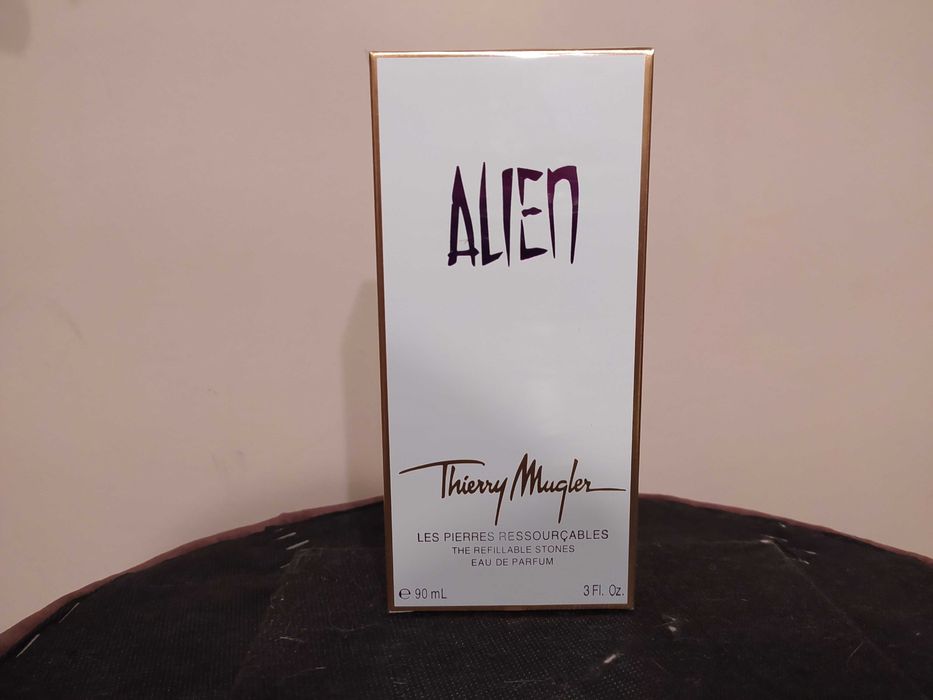 ALIEN
Thierry Mugler
LES PIERRES RESSOURÇABLES
THE REFILLABLE STONES
EAU DE PARFUM
℮ 90 mL 3 Fl. Oz.